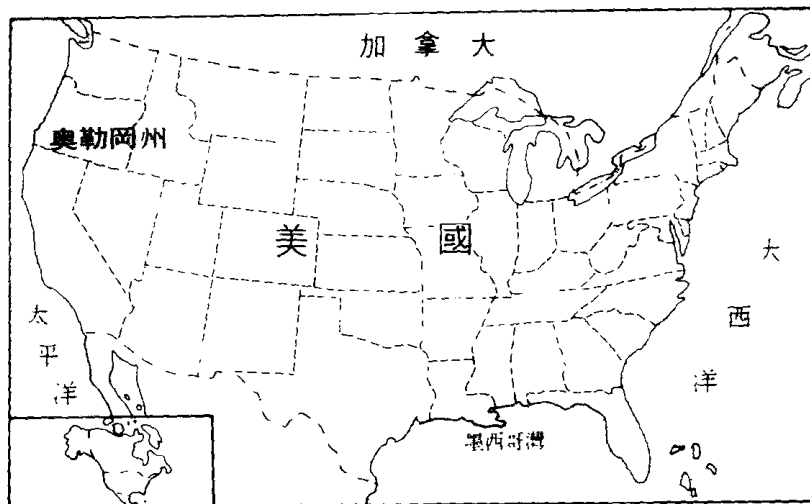 加拿大
奧勒岡州
美國
大西洋
太平洋
墨西哥灣